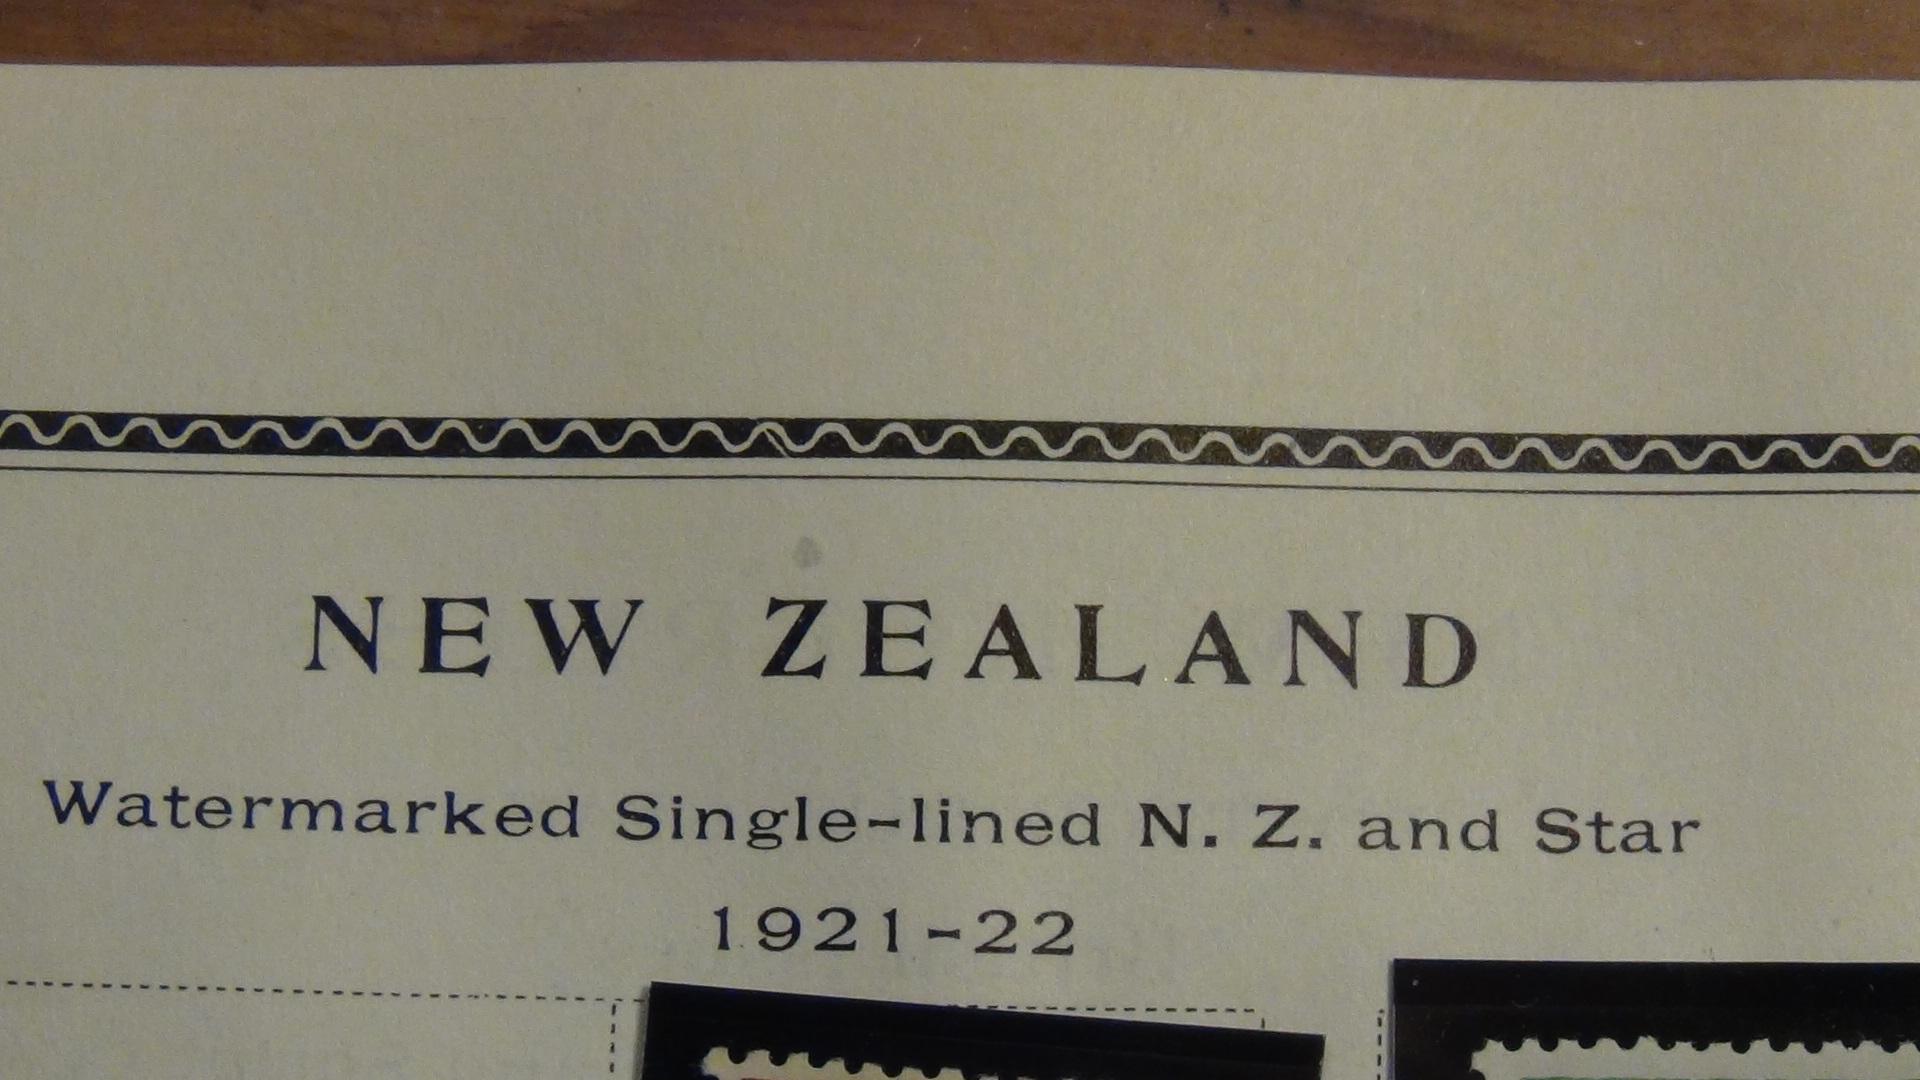 NEW ZEALAND
Watermarked Single-lined N. Z. and Star
1921-22